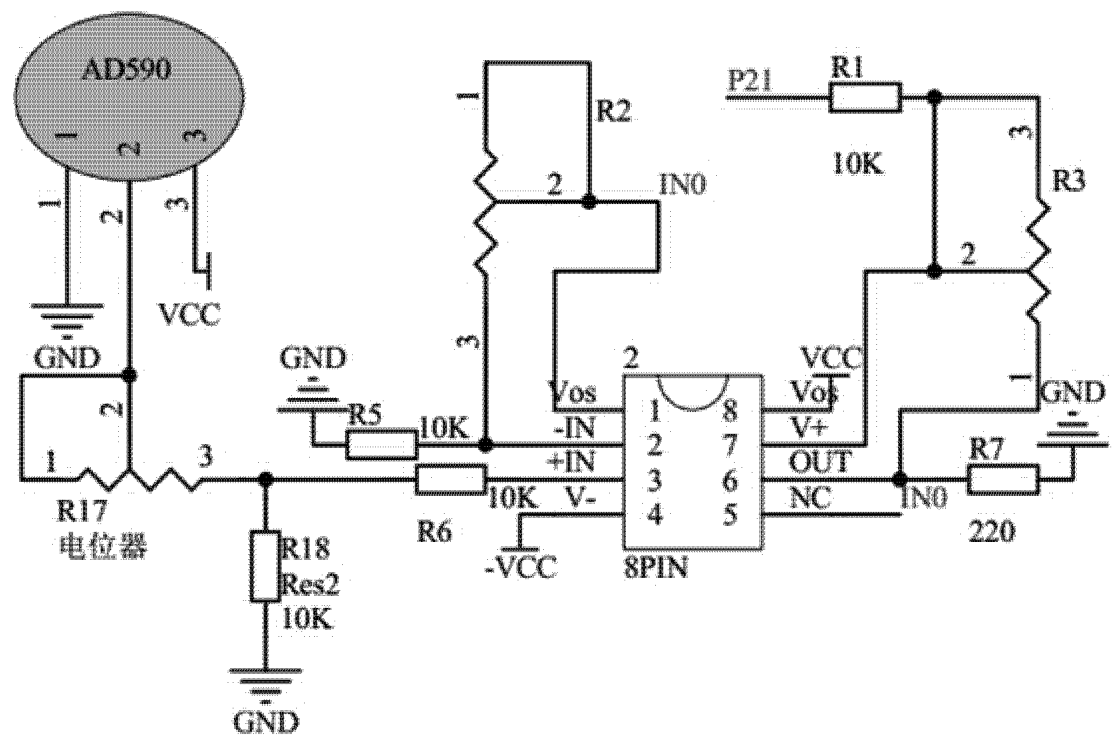 AD590
1
2
3
1
2
3
VCC
GND
2
1
3
R17
电位器
R18
Res2
10K
GND
1
R2
2
IN0
3
GND
R5
10K
R6
10K
2
Vos
-IN
+IN
V-
-VCC
1
2
3
4
8
7
6
5
8PIN
VCC
Vos
V+
OUT
NC
IN0
P21
R1
10K
3
R3
2
1
GND
R7
220